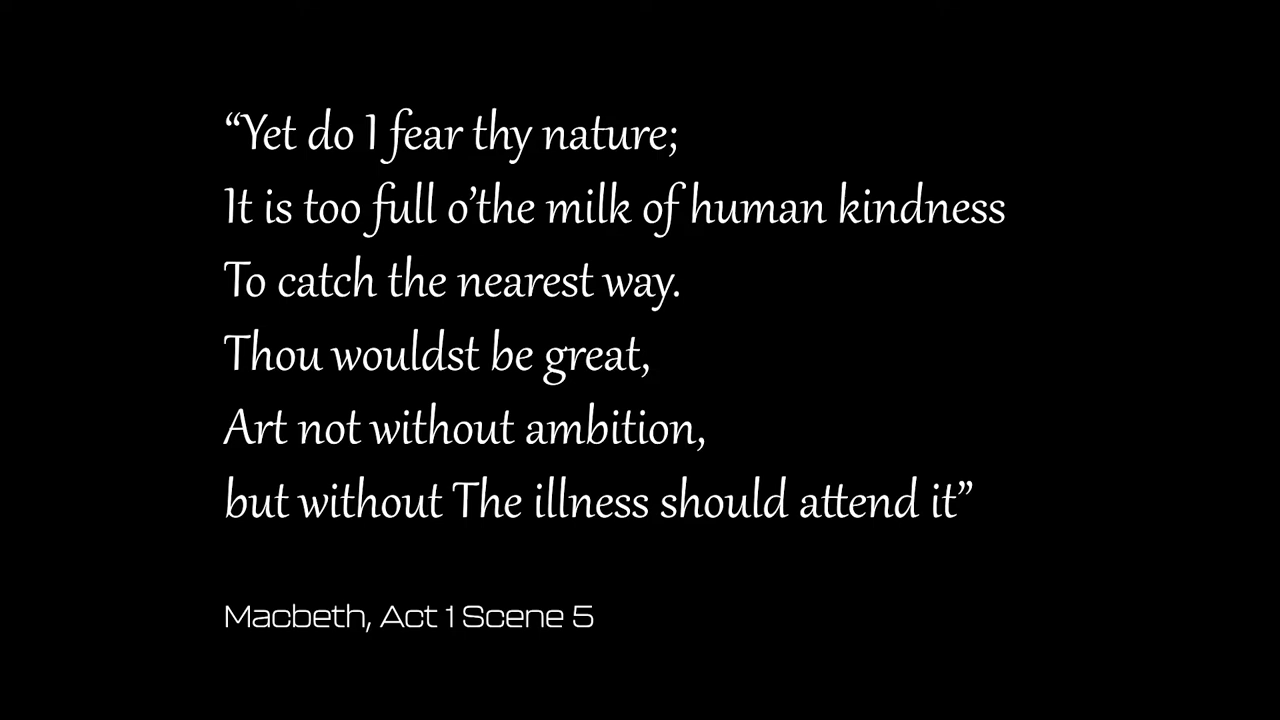 “Yet do I fear thy nature;
It is too full o’the milk of human kindness
To catch the nearest way.
Thou wouldst be great,
Art not without ambition,
but without The illness should attend it”
Macbeth, Act 1 Scene 5